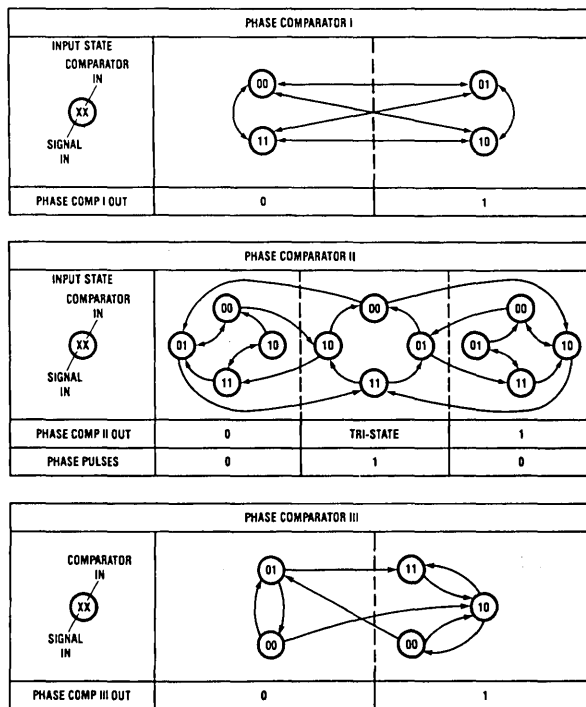 PHASE COMPARATOR I
INPUT STATE
COMPARATOR
IN
XX
SIGNAL
IN
00 01
11 10
PHASE COMP I OUT 0 1
PHASE COMPARATOR II
INPUT STATE
COMPARATOR
IN
XX
SIGNAL
IN
00 00 00
01 10 10 01 01 10
11 11 11
PHASE COMP II OUT 0 TRI-STATE 1
PHASE PULSES 0 1 0
PHASE COMPARATOR III
COMPARATOR
IN
XX
SIGNAL
IN
01 11
10
00 00
PHASE COMP III OUT 0 1